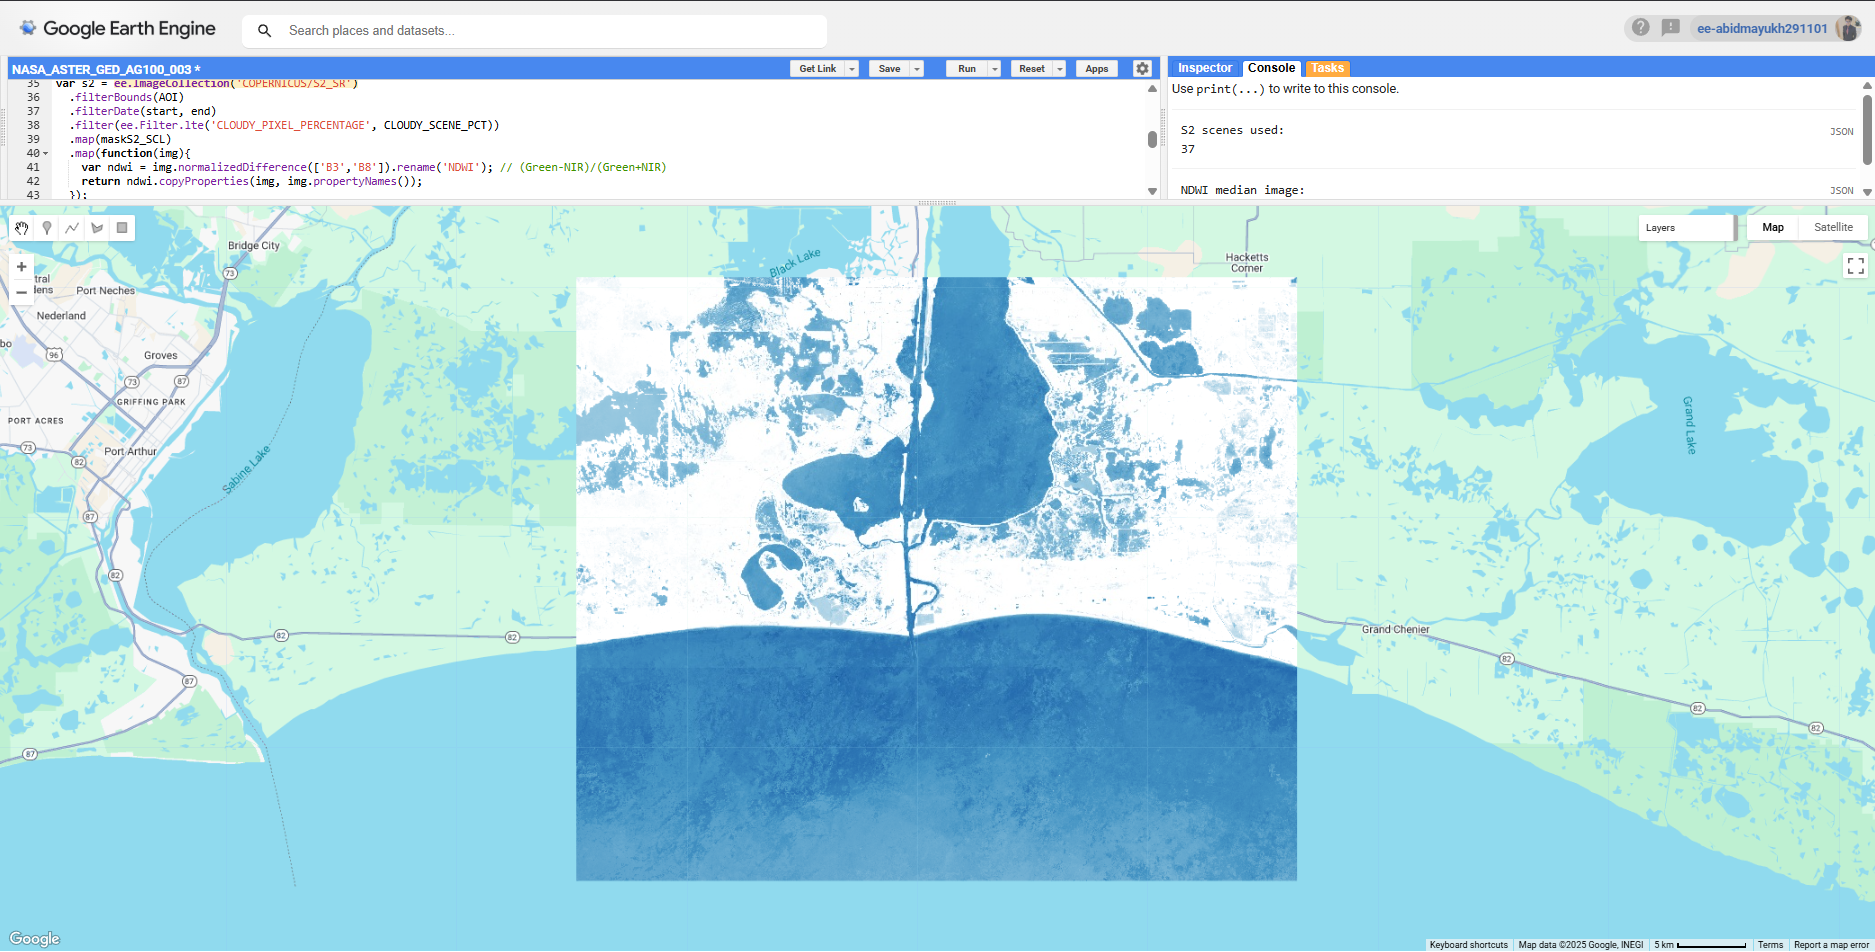 Google Earth Engine
Search places and datasets...
ee-abidmayukh291101
NASA_ASTER_GED_AG100_003 *
Get Link
Save
Run
Reset
Apps
Inspector
Console
Tasks
35 var s2 = ee.ImageCollection('COPERNICUS/S2_SR')
36 .filterBounds(AOI)
37 .filterDate(start, end)
38 .filter(ee.Filter.lte('CLOUDY_PIXEL_PERCENTAGE', CLOUDY_SCENE_PCT))
39 .map(maskS2_SCL)
40 .map(function(img){
41 var ndwi = img.normalizedDifference(['B3','B8']).rename('NDWI'); // (Green-NIR)/(Green+NIR)
42 return ndwi.copyProperties(img, img.propertyNames());
43 });
Use print(...) to write to this console.
S2 scenes used:
JSON
37
NDWI median image:
JSON
Layers
Map
Satellite
Bridge City
Black Lake
Hacketts
Corner
73
Port Neches
Nederland
96
Groves
73
87
GRIFFING PARK
PORT ACRES
73
82
Port Arthur
Sabine Lake
Grand Lake
87
82
82
82
Grand Chenier
82
87
82
82
87
Google
Keyboard shortcuts
Map data ©2025 Google, INEGI
5 km
Terms
Report a map error